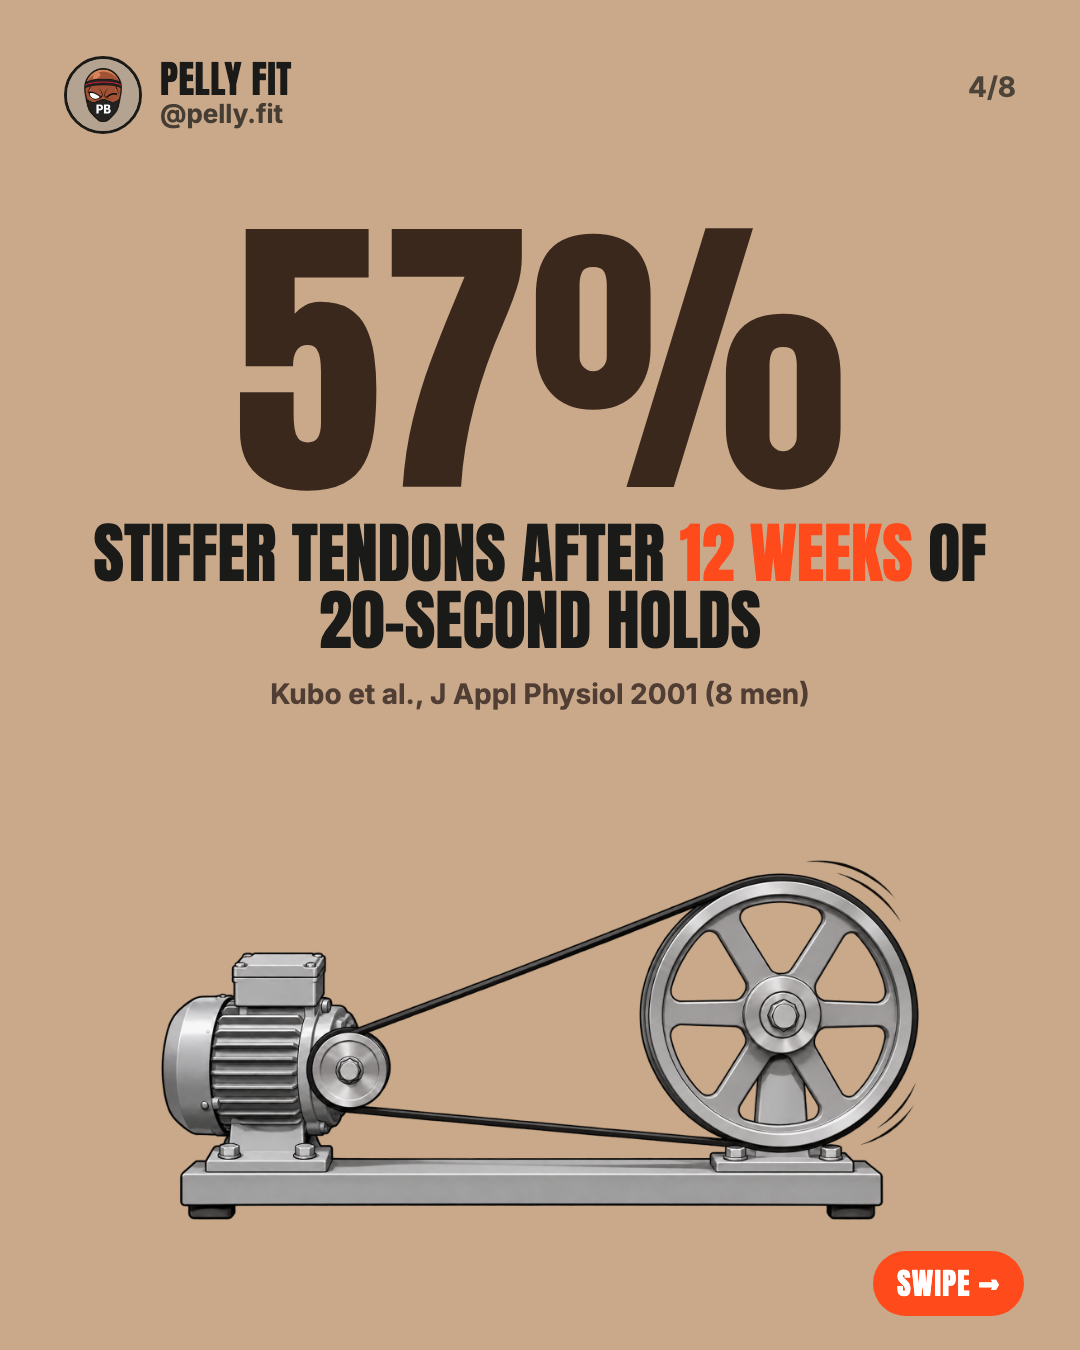 PELLY FIT
@pelly.fit
4/8
PB
57%
STIFFER TENDONS AFTER 12 WEEKS OF
20-SECOND HOLDS
Kubo et al., J Appl Physiol 2001 (8 men)
SWIPE →